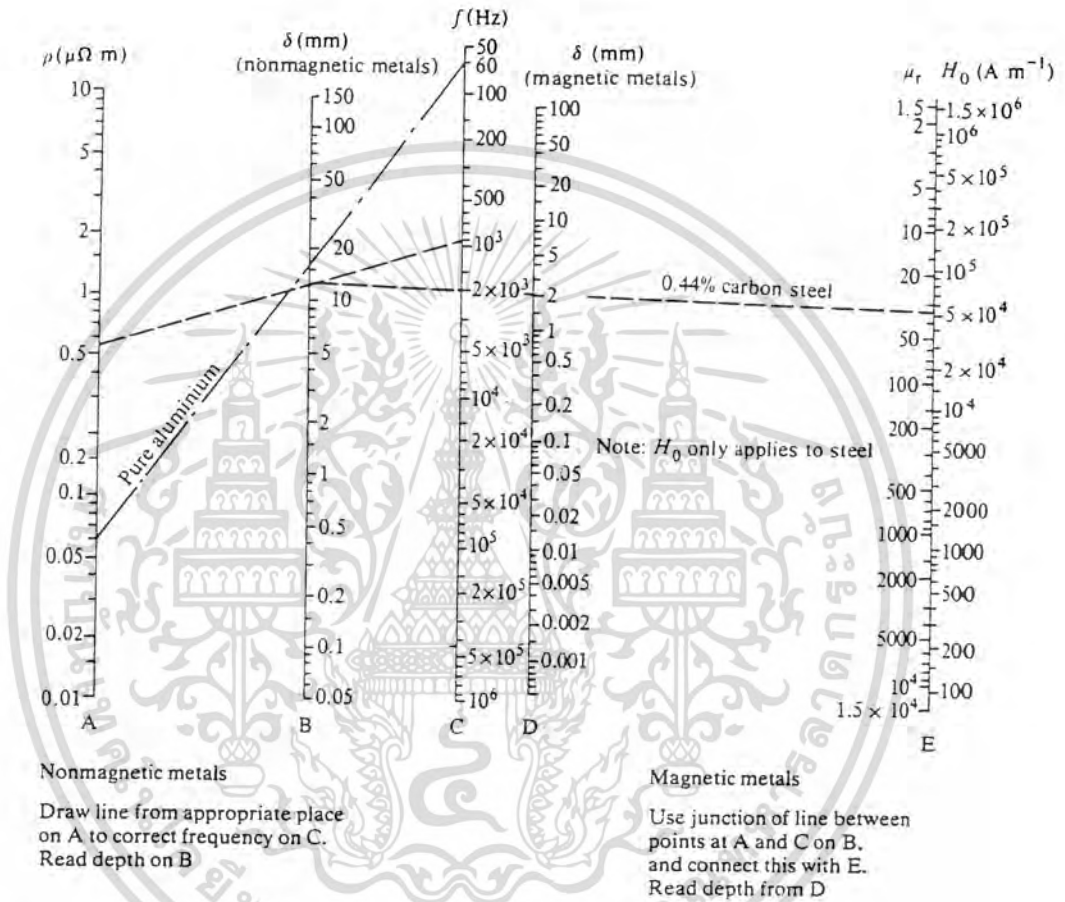 ρ(μΩ m)
10
5
2
1
0.5
0.2
0.1
0.05
0.02
0.01
A
δ (mm)
(nonmagnetic metals)
150
100
50
20
10
5
2
1
0.5
0.2
0.1
0.05
B
f(Hz)
50
60
100
200
500
10³
2×10³
5×10³
10⁴
2×10⁴
5×10⁴
10⁵
2×10⁵
5×10⁵
10⁶
C
δ (mm)
(magnetic metals)
100
50
20
10
5
2
1
0.5
0.2
0.1
0.05
0.02
0.01
0.005
0.002
0.001
D
μr H₀ (A m⁻¹)
1.5 1.5×10⁶
2 10⁶
5 5×10⁵
10 2×10⁵
20 10⁵
50 5×10⁴
100 2×10⁴
200 10⁴
5000
500 2000
1000 1000
2000 500
5000 200
10⁴ 100
1.5 × 10⁴
E
Pure aluminium
0.44% carbon steel
Note: H₀ only applies to steel
Nonmagnetic metals
Draw line from appropriate place
on A to correct frequency on C.
Read depth on B
Magnetic metals
Use junction of line between
points at A and C on B.
and connect this with E.
Read depth from D